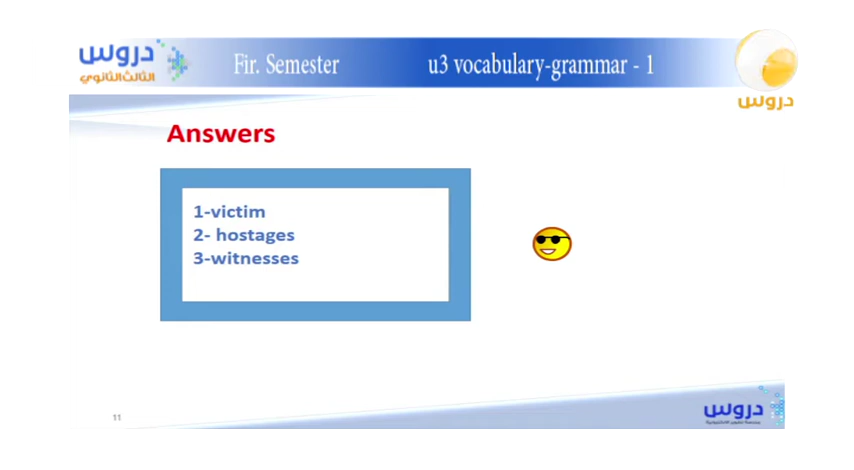 دروس
الثالث الثانوي
Fir. Semester
u3 vocabulary-grammar - 1
دروس
Answers
1-victim
2- hostages
3-witnesses
11
دروس